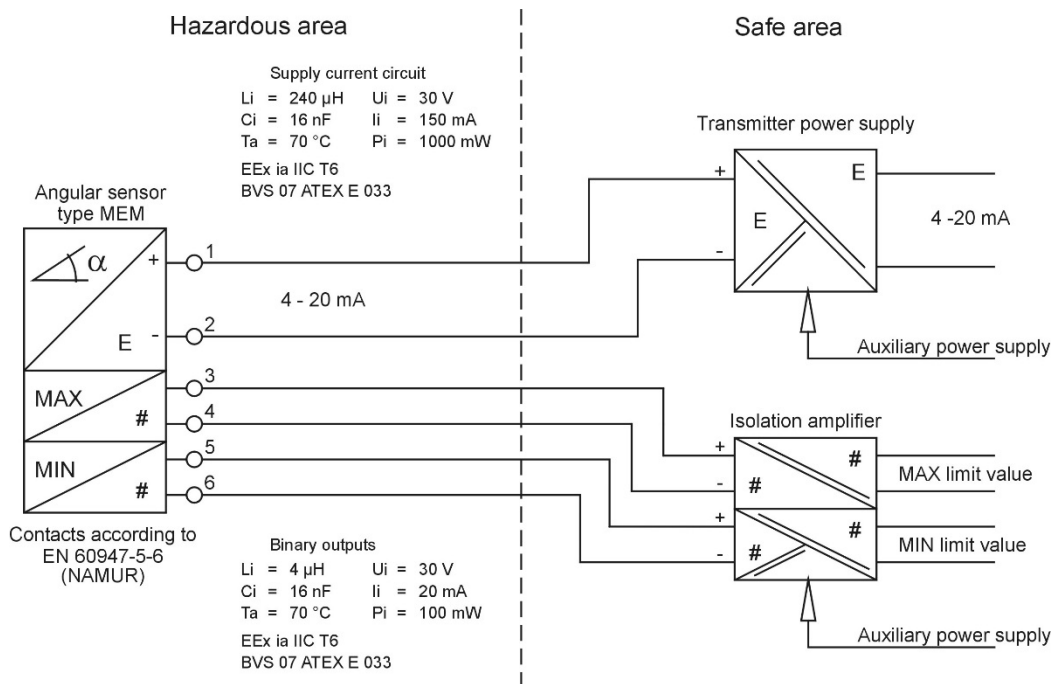 Hazardous area
Safe area
Supply current circuit
Li = 240 µH Ui = 30 V
Ci = 16 nF Ii = 150 mA
Ta = 70 °C Pi = 1000 mW
EEx ia IIC T6
BVS 07 ATEX E 033
Transmitter power supply
Angular sensor
type MEM
α
+
-
E
1
2
4 - 20 mA
+
-
E
E
4 -20 mA
Auxiliary power supply
MAX
#
3
4
MIN
#
5
6
Isolation amplifier
+
-
#
#
MAX limit value
+
-
#
#
MIN limit value
Auxiliary power supply
Contacts according to
EN 60947-5-6
(NAMUR)
Binary outputs
Li = 4 µH Ui = 30 V
Ci = 16 nF Ii = 20 mA
Ta = 70 °C Pi = 100 mW
EEx ia IIC T6
BVS 07 ATEX E 033